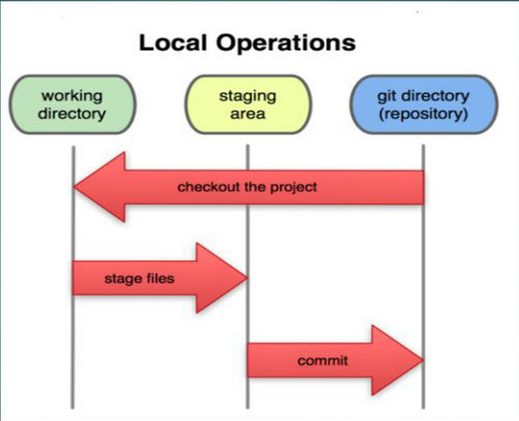 Local Operations
working
directory
staging
area
git directory
(repository)
checkout the project
stage files
commit